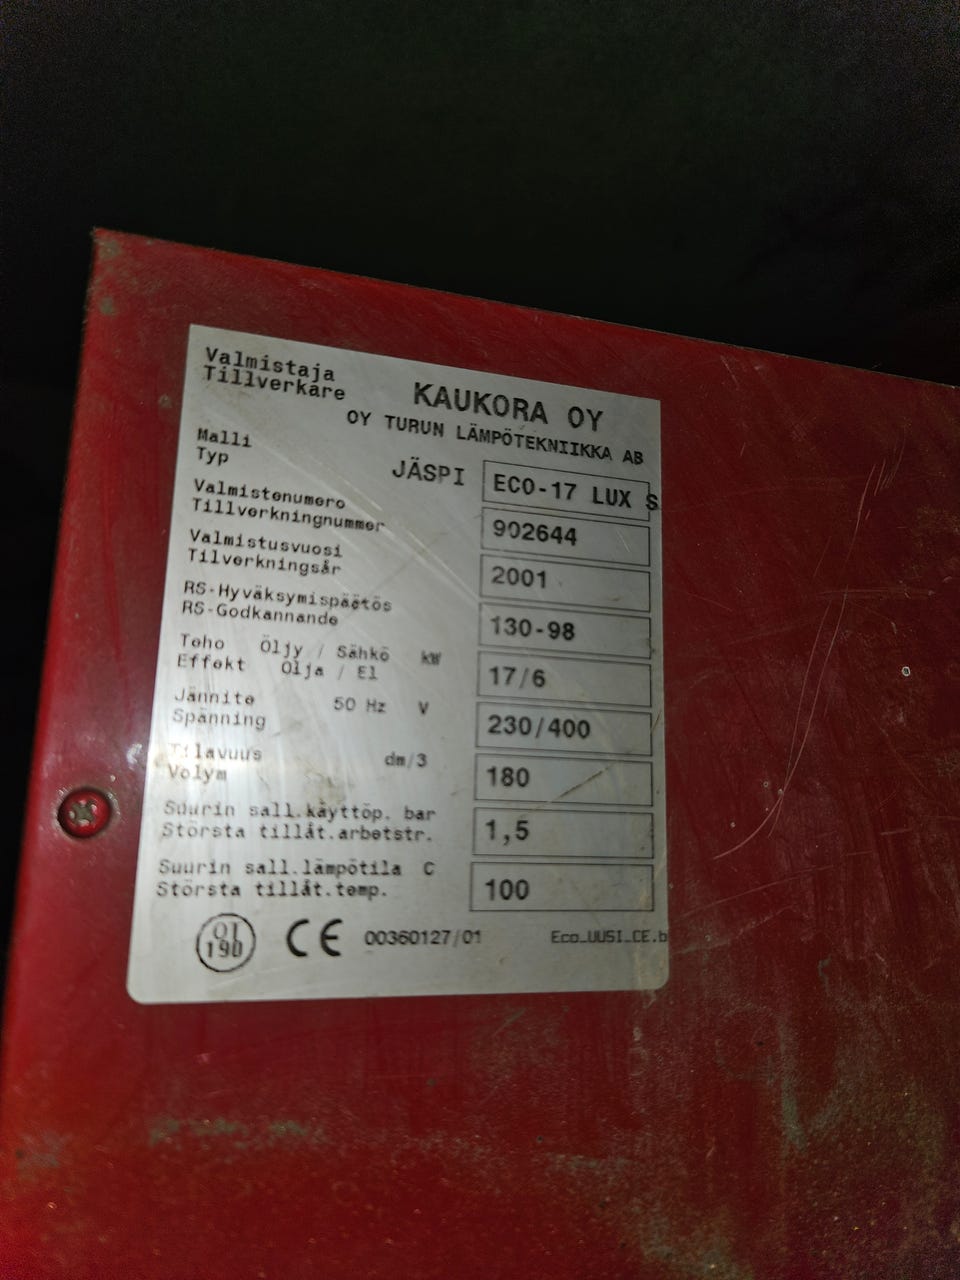 Valmistaja
Tillverkare
KAUKORA OY
OY TURUN LÄMPÖTEKNIIKKA AB
Malli
Typ
JÄSPI ECO-17 LUX S
Valmistenumero
Tillverkningnummer
902644
Valmistusvuosi
Tilverkningsår
2001
RS-Hyväksymispäätös
RS-Godkannande
130-98
Teho Öljy / Sähkö kW
Effekt Olja / El
17/6
Jännite 50 Hz V
Spänning
230/400
Tilavuus dm/3
Volym
180
Suurin sall.käyttöp. bar
Största tillåt.arbetstr.
1,5
Suurin sall.lämpötila C
Största tillåt.temp.
100
190 CE 00360127/01 Eco_UUSI_CE.b